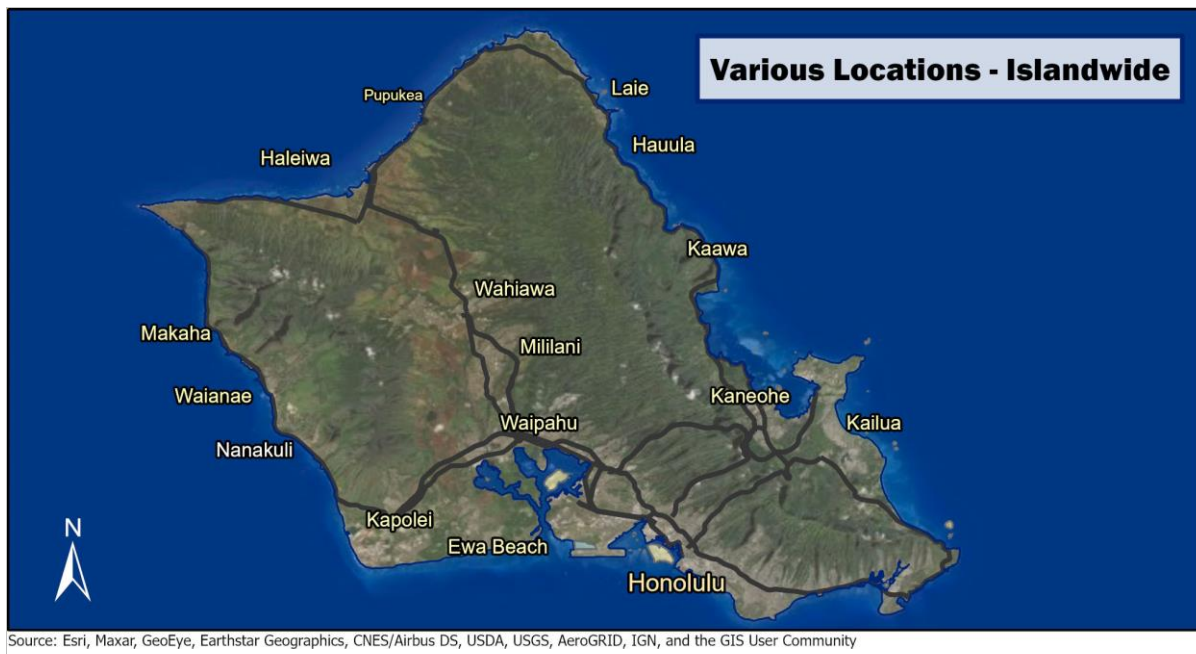 Various Locations - Islandwide
Laie
Pupukea
Hauula
Haleiwa
Kaawa
Wahiawa
Makaha
Mililani
Waianae
Kaneohe
Waipahu
Kailua
Nanakuli
Kapolei
N
Ewa Beach
Honolulu
Source: Esri, Maxar, GeoEye, Earthstar Geographics, CNES/Airbus DS, USDA, USGS, AeroGRID, IGN, and the GIS User Community